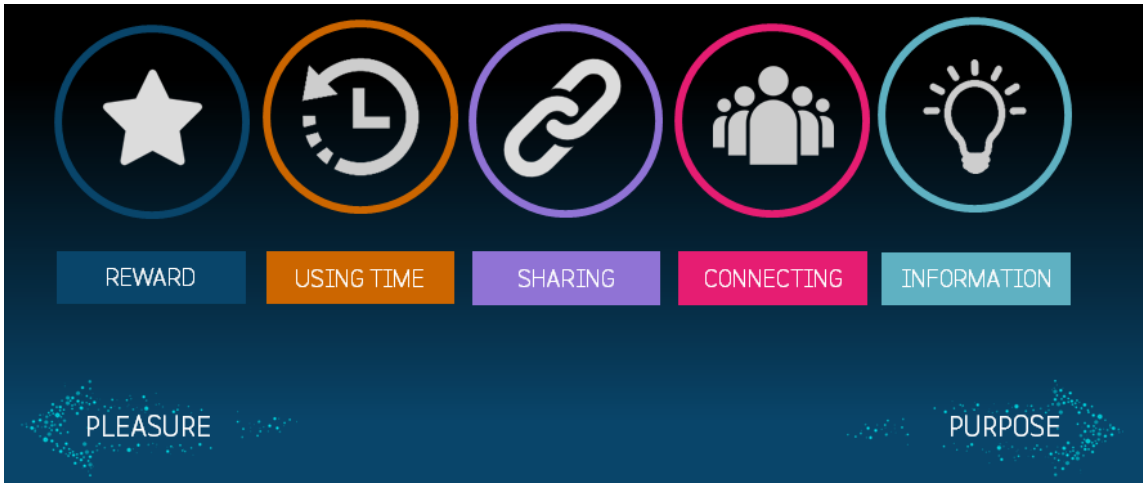 REWARD
USING TIME
SHARING
CONNECTING
INFORMATION
PLEASURE
PURPOSE